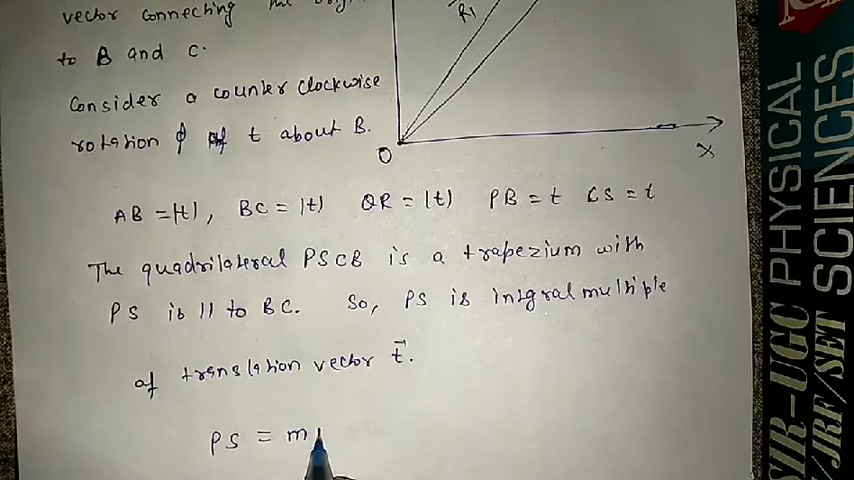 vector connecting the
R1
to B and C.
Consider a counter clockwise
rotation ϕ of t about B.
O
X
AB = |t|, BC = |t| QR = |t| PB = t CS = t
The quadrilateral PSCB is a trapezium with
PS is || to BC. So, PS is integral multiple
of translation vector t⃗.
PS = m
PHYSICAL SCIENCES
CSIR-UGC
JRF/SET